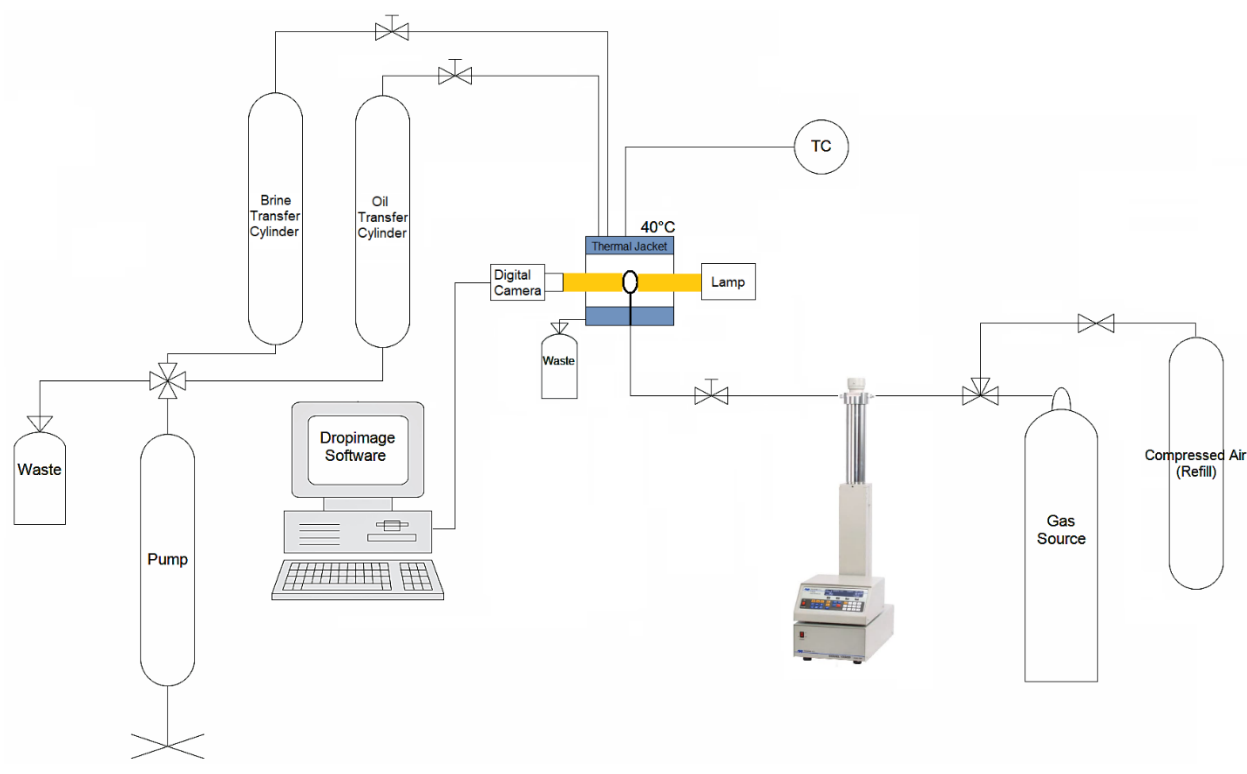 Brine
Transfer
Cylinder
Oil
Transfer
Cylinder
TC
40°C
Thermal Jacket
Digital
Camera
Lamp
Waste
Waste
Dropimage
Software
Pump
Gas
Source
Compressed Air
(Refill)